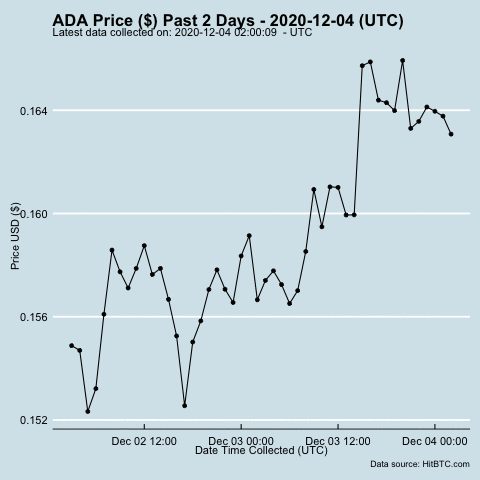 ADA Price ($) Past 2 Days - 2020-12-04 (UTC)
Latest data collected on: 2020-12-04 02:00:09 - UTC
0.164
0.160
0.156
0.152
Price USD ($)
Dec 02 12:00 Dec 03 00:00 Dec 03 12:00 Dec 04 00:00
Date Time Collected (UTC)
Data source: HitBTC.com